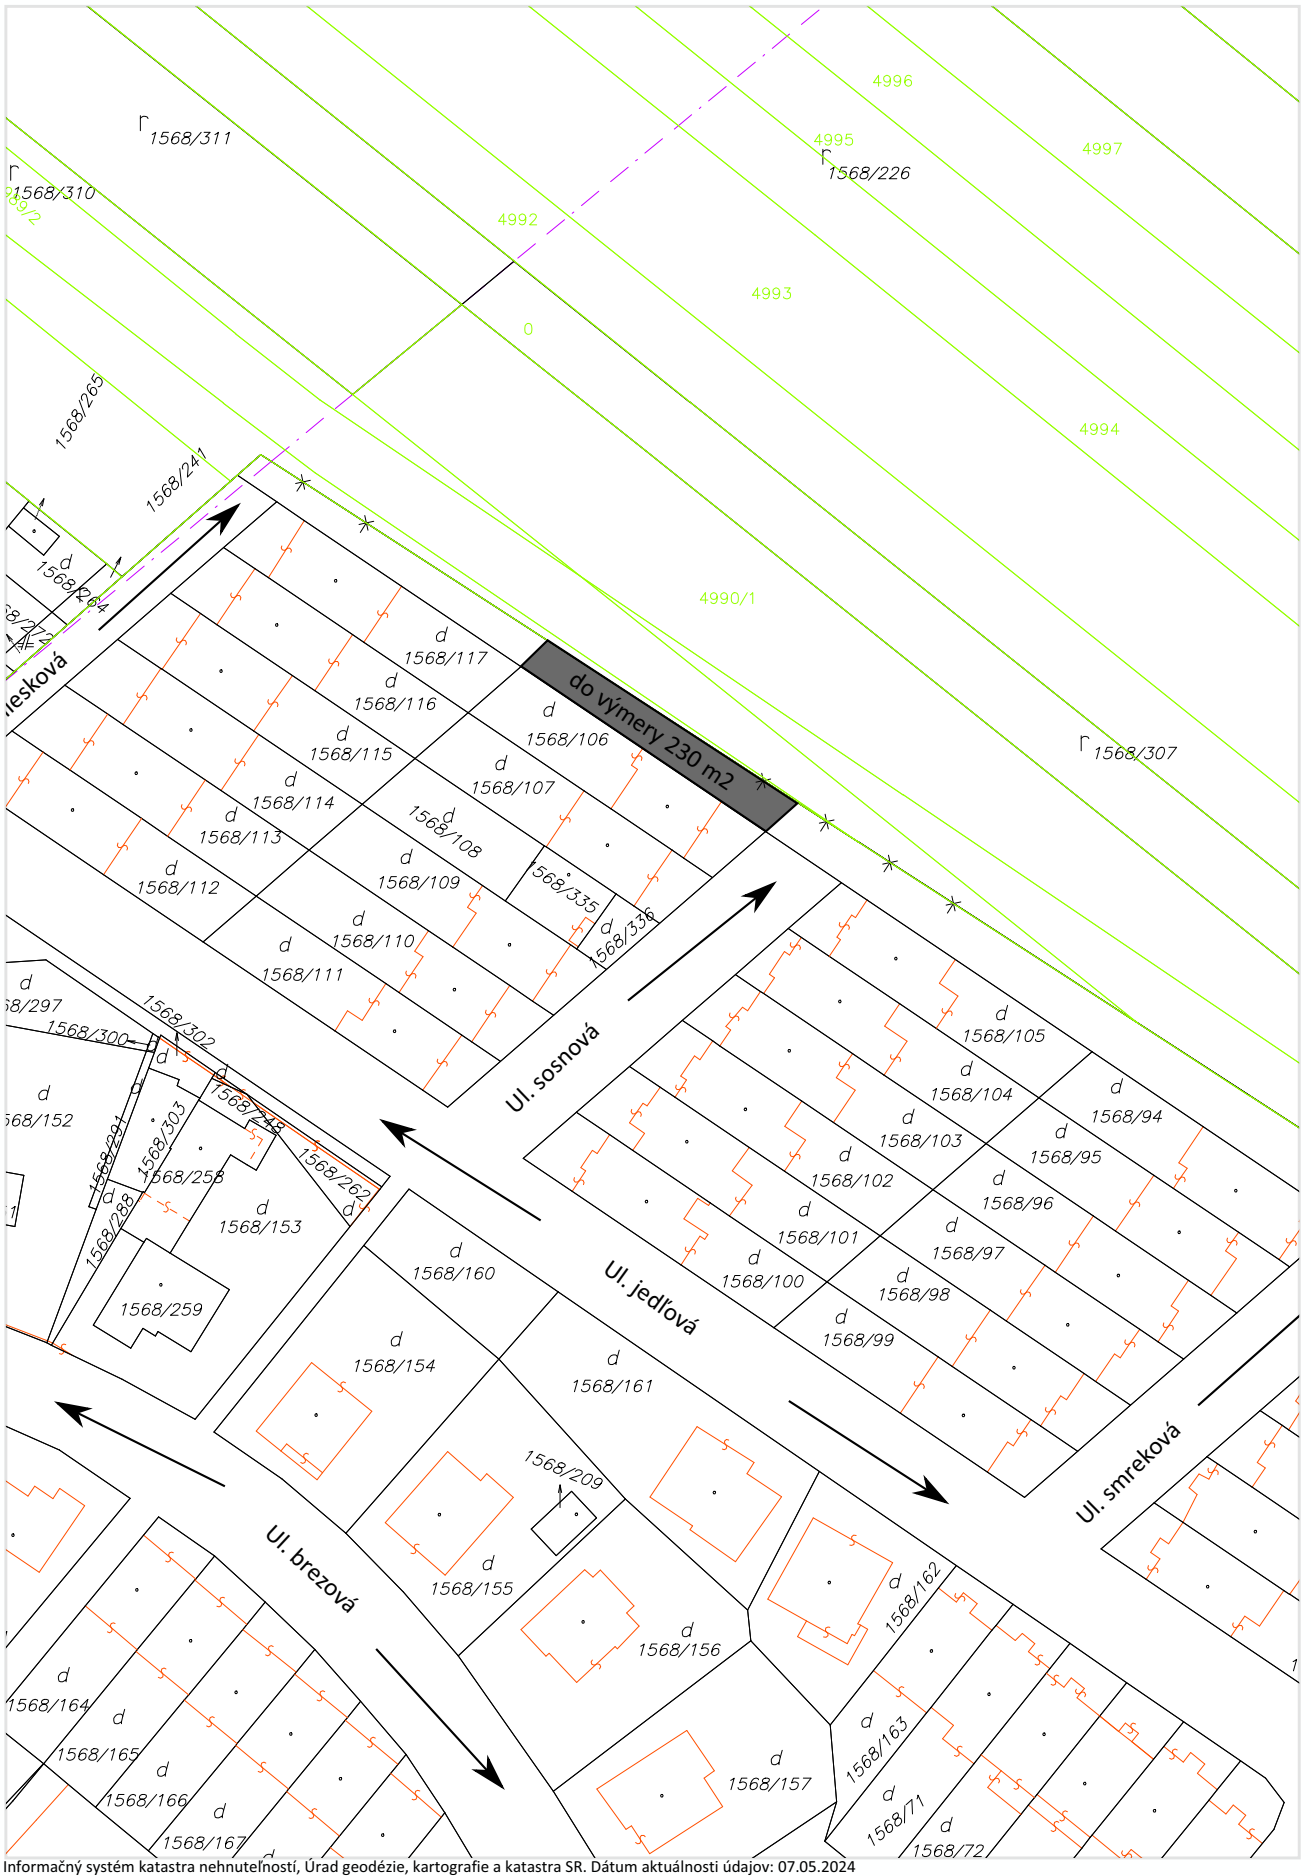 4996
4995
4997
1568/311
1568/226
1568/310
4992
4993
0
4994
1568/265
1568/241
4990/1
d
1568/264
d
1568/117
d
1568/116
d
1568/115
d
1568/114
d
1568/113
d
1568/112
do výmery 230 m2
d
1568/106
d
1568/107
d
1568/108
d
1568/109
d
1568/110
d
1568/111
1568/335
d
1568/336
r
1568/307
Ul. sosnová
d
68/297
1568/300
1568/302
d
1568/152
1568/291
1568/303
1568/248
1568/262
1568/258
1568/288
d
1568/153
1568/259
d
1568/105
d
1568/104
d
1568/103
d
1568/102
d
1568/101
d
1568/100
d
1568/94
d
1568/95
d
1568/96
d
1568/97
d
1568/98
d
1568/99
d
1568/160
Ul. jedľová
d
1568/154
d
1568/161
1568/209
d
1568/155
d
1568/156
d
1568/157
Ul. smreková
Ul. brezová
d
1568/162
d
1568/163
d
1568/71
d
1568/72
d
1568/164
d
1568/165
d
1568/166
d
1568/167
Informačný systém katastra nehnuteľností, Úrad geodézie, kartografie a katastra SR. Dátum aktuálnosti údajov: 07.05.2024